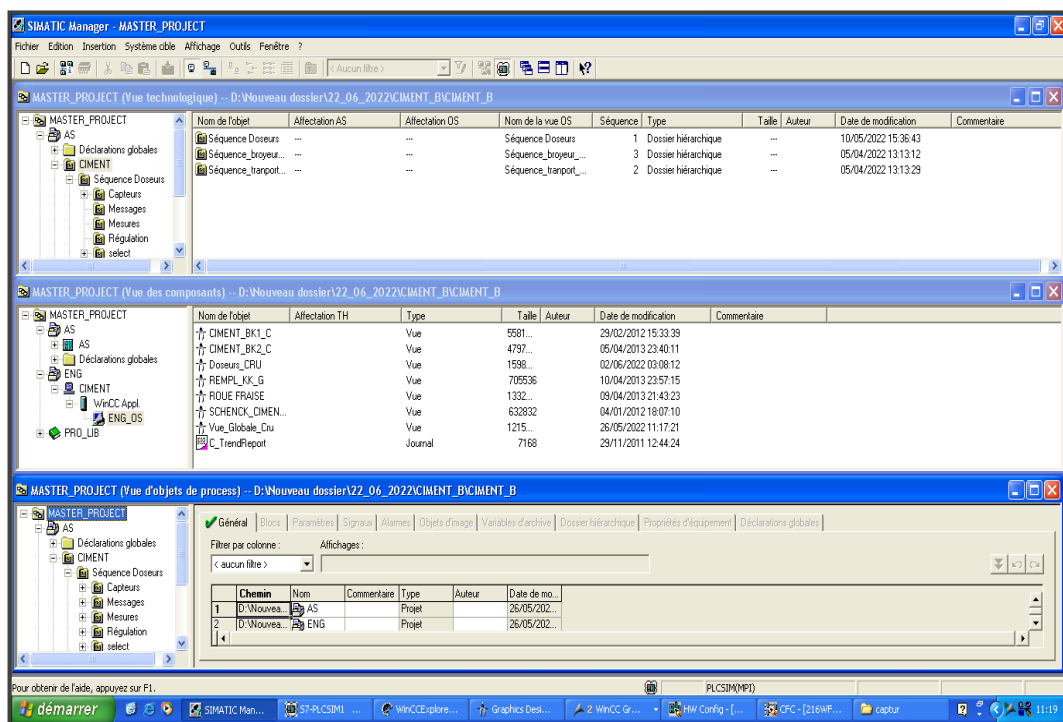 SIMATIC Manager - MASTER_PROJECT
Fichier Edition Insertion Système cible Affichage Outils Fenêtre ?
< Aucun filtre >
MASTER_PROJECT (Vue technologique) -- D:\Nouveau dossier\22_06_2022\CIMENT_B\CIMENT_B
MASTER_PROJECT
AS
Déclarations globales
CIMENT
Séquence Doseurs
Capteurs
Messages
Mesures
Régulation
select
Nom de l'objet Affectation AS Affectation OS Nom de la vue OS Séquence Type Taille Auteur Date de modification Commentaire
Séquence Doseurs --- --- Séquence Doseurs 1 Dossier hiérarchique --- 10/05/2022 15:36:43
Séquence_broyeur... --- --- Séquence_broyeur_... 3 Dossier hiérarchique --- 05/04/2022 13:13:12
Séquence_tranport... --- --- Séquence_tranport_... 2 Dossier hiérarchique --- 05/04/2022 13:13:29
MASTER_PROJECT (Vue des composants) -- D:\Nouveau dossier\22_06_2022\CIMENT_B\CIMENT_B
MASTER_PROJECT
AS
AS
Déclarations globales
ENG
CIMENT
WinCC Appl.
ENG_OS
PRO_LIB
Nom de l'objet Affectation TH Type Taille Auteur Date de modification Commentaire
CIMENT_BK1_C Vue 5581... 29/02/2012 15:33:39
CIMENT_BK2_C Vue 4797... 05/04/2013 23:40:11
Doseurs_CRU Vue 1598... 02/06/2022 03:08:12
REMPL_KK_G Vue 705536 10/04/2013 23:57:15
ROUE FRAISE Vue 1332... 09/04/2013 21:43:23
SCHENCK_CIMEN... Vue 632832 04/01/2012 18:07:10
Vue_Globale_Cru Vue 1215... 26/05/2022 11:17:21
C_TrendReport Journal 7168 29/11/2011 12:44:24
MASTER_PROJECT (Vue d'objets de process) -- D:\Nouveau dossier\22_06_2022\CIMENT_B\CIMENT_B
MASTER_PROJECT
AS
Déclarations globales
CIMENT
Séquence Doseurs
Capteurs
Messages
Mesures
Régulation
select
Général Blocs Paramètres Signaux Alarmes Objets d'image Variables d'archive Dossier hiérarchique Propriétés d'équipement Déclarations globales
Filtrer par colonne : Affichages :
< aucun filtre >
Chemin Nom Commentaire Type Auteur Date de mo...
1 D:\Nouvea... AS Projet 26/05/202...
2 D:\Nouvea... ENG Projet 26/05/202...
Pour obtenir de l'aide, appuyez sur F1. PLCSIM(MPI)
démarrer SIMATIC Man... S7-PLCSIM1 WinCCExplore... Graphics Desi... 2 WinCC Gr... HW Config - [... CFC - [216WF... captur 11:19